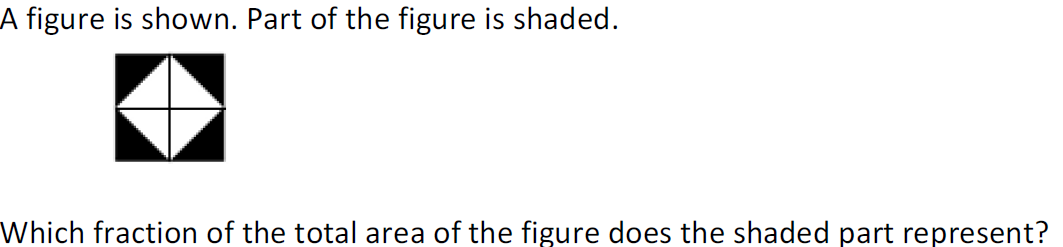 A figure is shown. Part of the figure is shaded.
Which fraction of the total area of the figure does the shaded part represent?